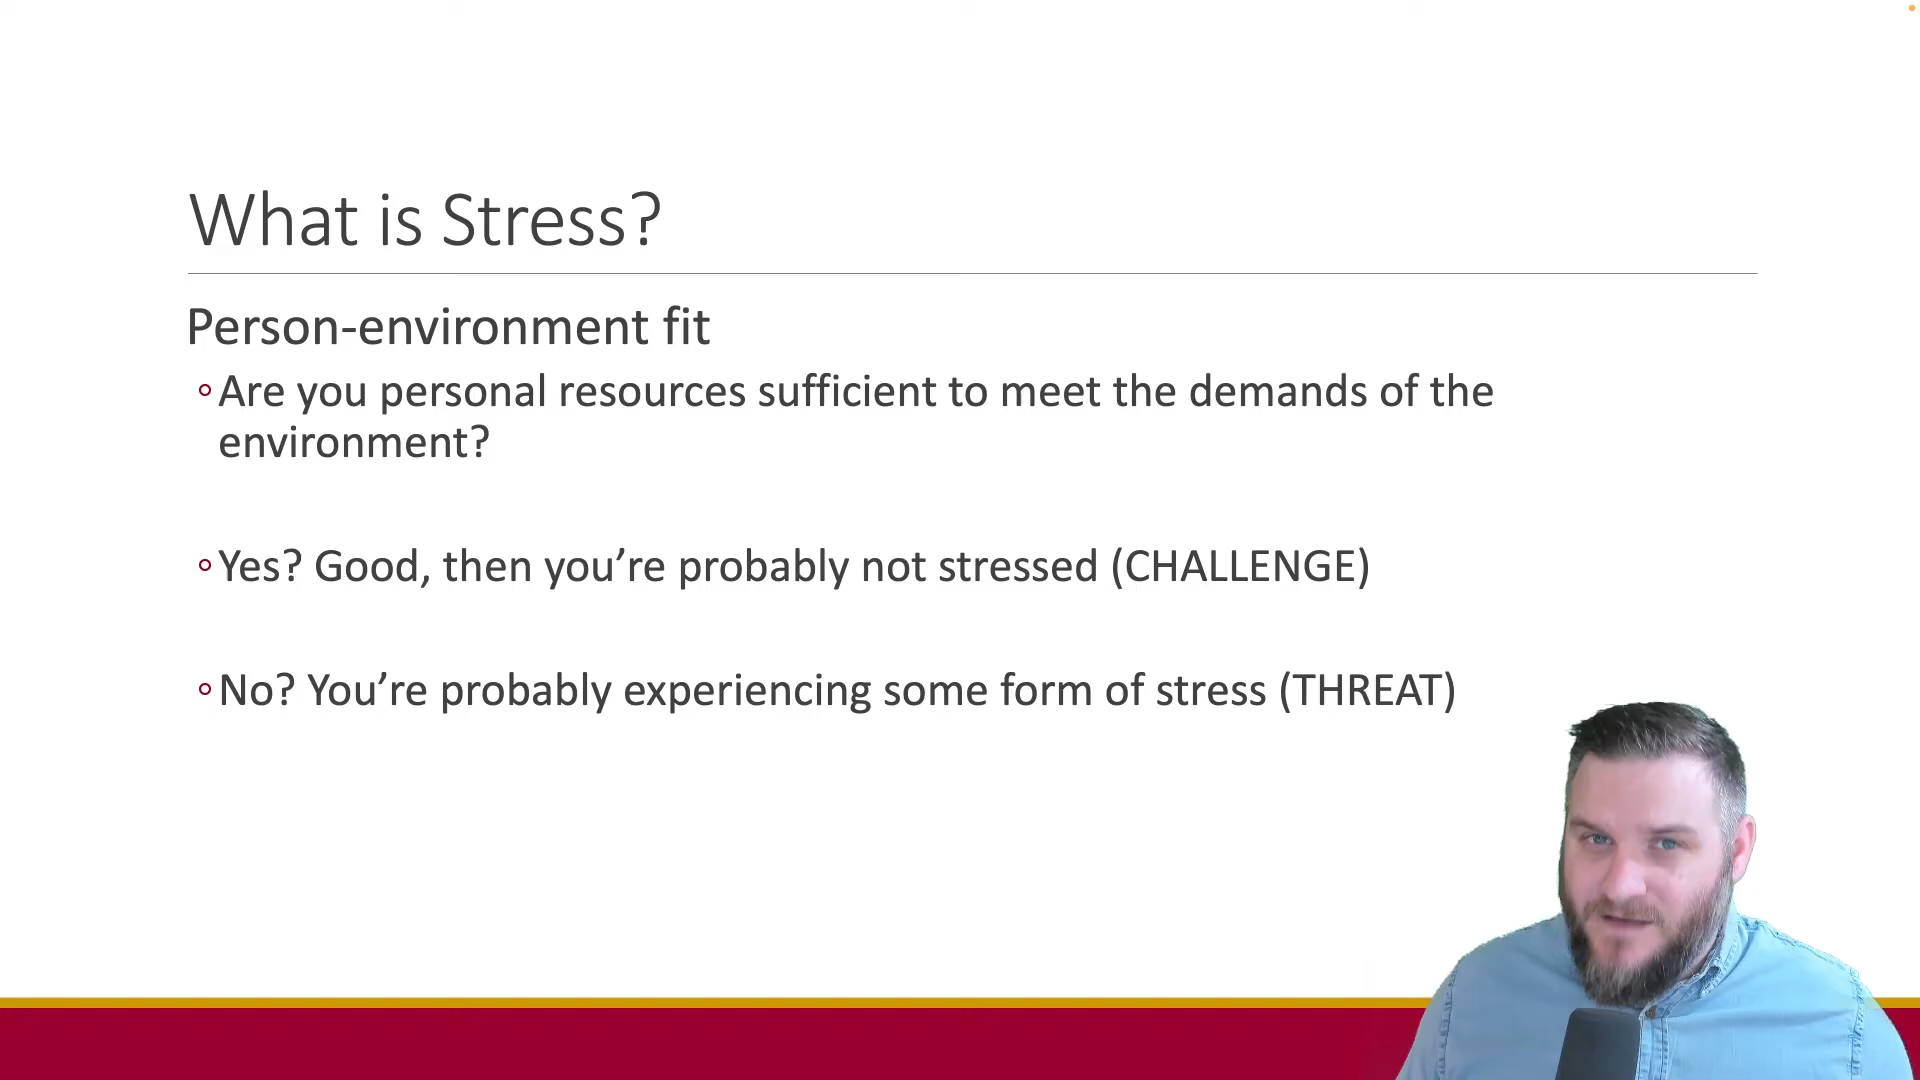 What is Stress?
Person-environment fit
Are you personal resources sufficient to meet the demands of the
environment?
Yes? Good, then you’re probably not stressed (CHALLENGE)
No? You’re probably experiencing some form of stress (THREAT)